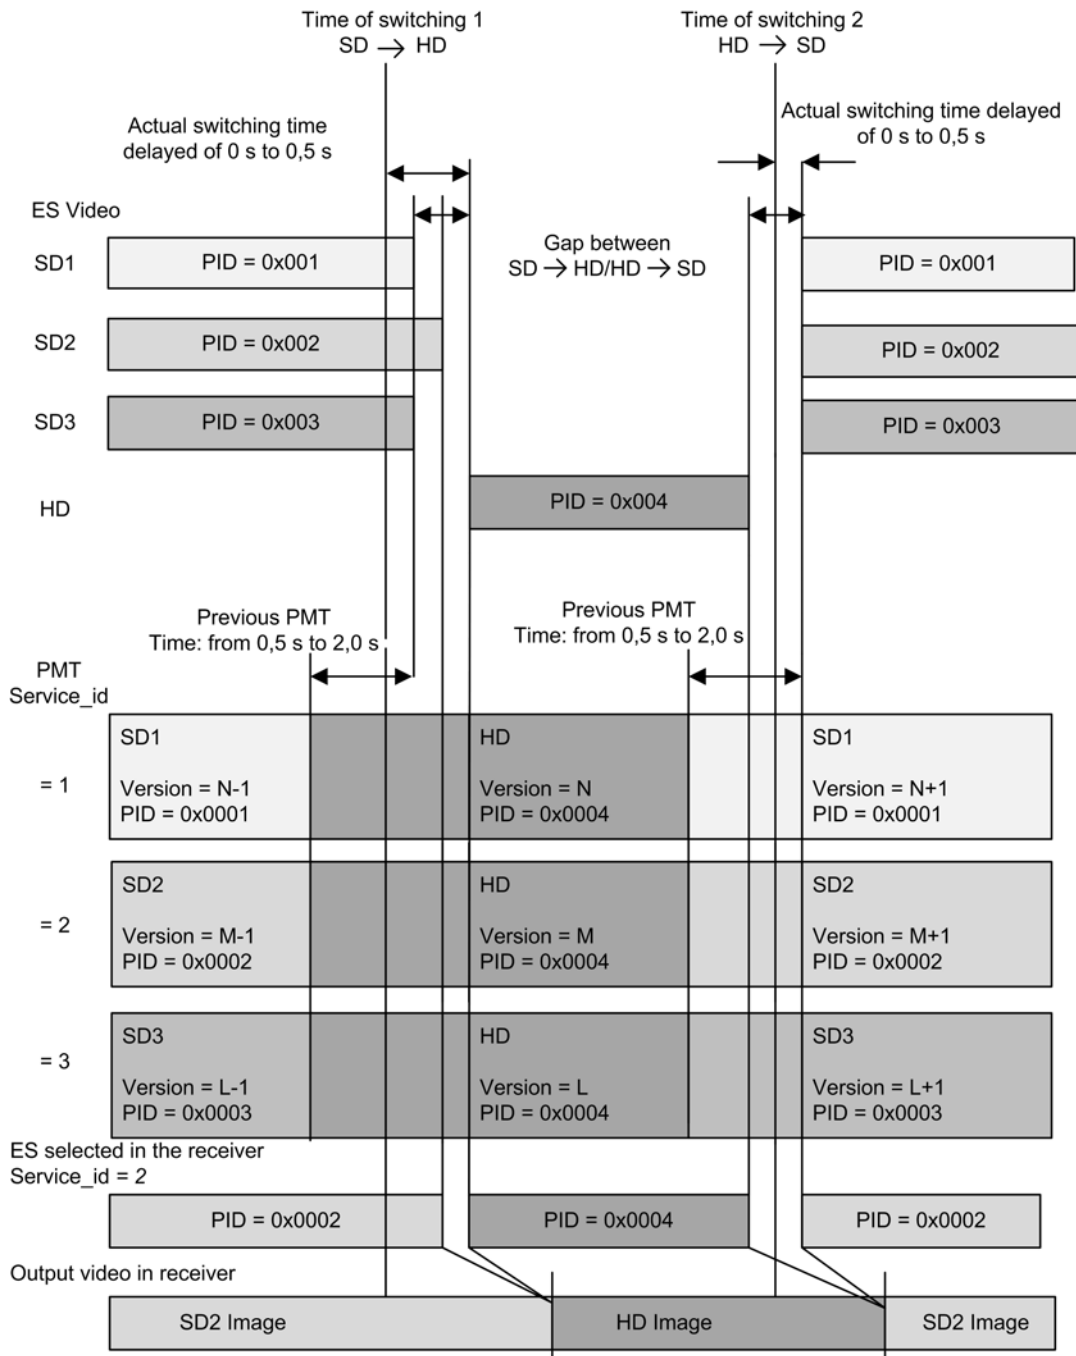 Time of switching 1
SD → HD
Time of switching 2
HD → SD
Actual switching time
delayed of 0 s to 0,5 s
Actual switching time delayed
of 0 s to 0,5 s
ES Video
SD1
PID = 0x001
Gap between
SD → HD/HD → SD
PID = 0x001
SD2
PID = 0x002
PID = 0x002
SD3
PID = 0x003
PID = 0x003
HD
PID = 0x004
Previous PMT
Time: from 0,5 s to 2,0 s
Previous PMT
Time: from 0,5 s to 2,0 s
PMT
Service_id
= 1
SD1
Version = N-1
PID = 0x0001
HD
Version = N
PID = 0x0004
SD1
Version = N+1
PID = 0x0001
= 2
SD2
Version = M-1
PID = 0x0002
HD
Version = M
PID = 0x0004
SD2
Version = M+1
PID = 0x0002
= 3
SD3
Version = L-1
PID = 0x0003
HD
Version = L
PID = 0x0004
SD3
Version = L+1
PID = 0x0003
ES selected in the receiver
Service_id = 2
PID = 0x0002
PID = 0x0004
PID = 0x0002
Output video in receiver
SD2 Image
HD Image
SD2 Image